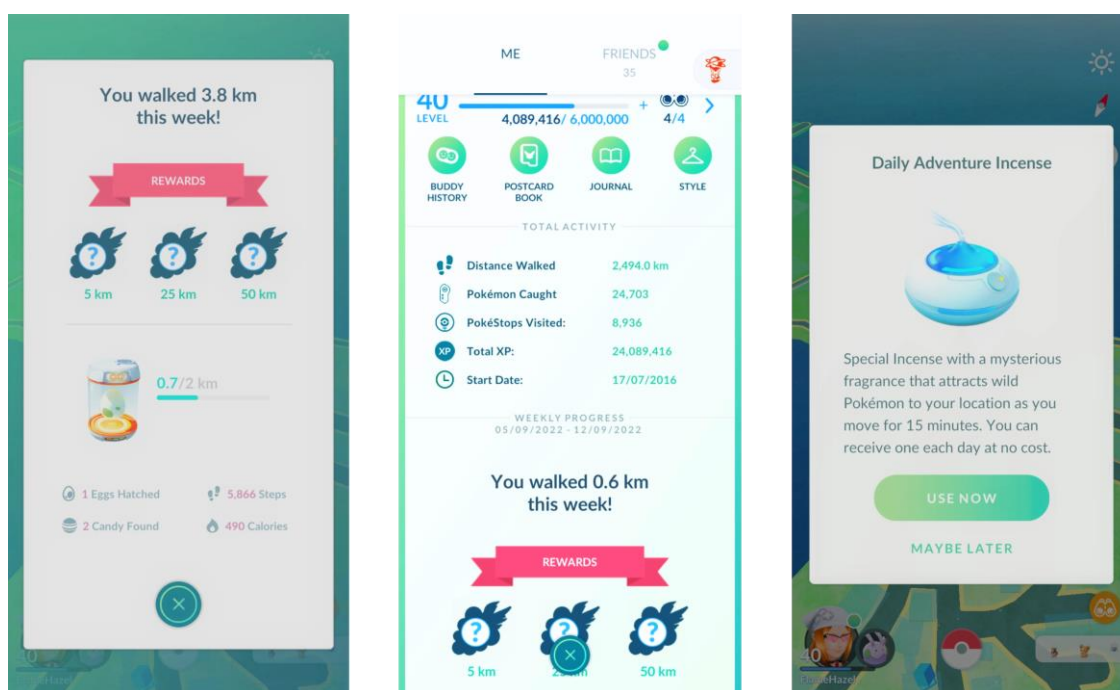 You walked 3.8 km
this week!
REWARDS
5 km
25 km
50 km
0.7/2 km
1 Eggs Hatched
5,866 Steps
2 Candy Found
490 Calories
40
ME
FRIENDS
35
40
LEVEL
4,089,416/ 6,000,000
+
4/4
BUDDY
HISTORY
POSTCARD
BOOK
JOURNAL
STYLE
TOTAL ACTIVITY
Distance Walked
2,494.0 km
Pokémon Caught
24,703
PokéStops Visited:
8,936
XP
Total XP:
24,089,416
Start Date:
17/07/2016
WEEKLY PROGRESS
05/09/2022 - 12/09/2022
You walked 0.6 km
this week!
REWARDS
5 km
50 km
Daily Adventure Incense
Special Incense with a mysterious
fragrance that attracts wild
Pokémon to your location as you
move for 15 minutes. You can
receive one each day at no cost.
USE NOW
MAYBE LATER
40